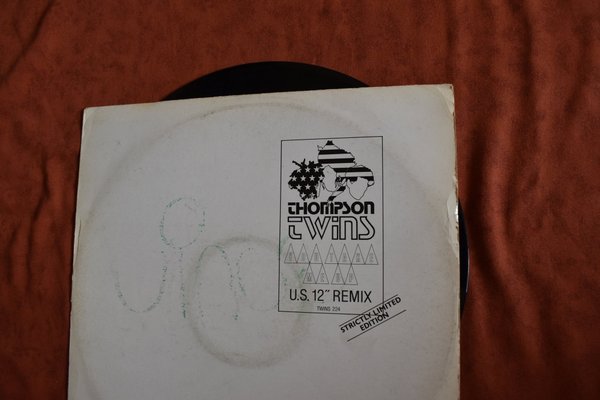 THOMPSON
TWINS
U.S. 12" REMIX
TWINS 224
STRICTLY LIMITED
EDITION